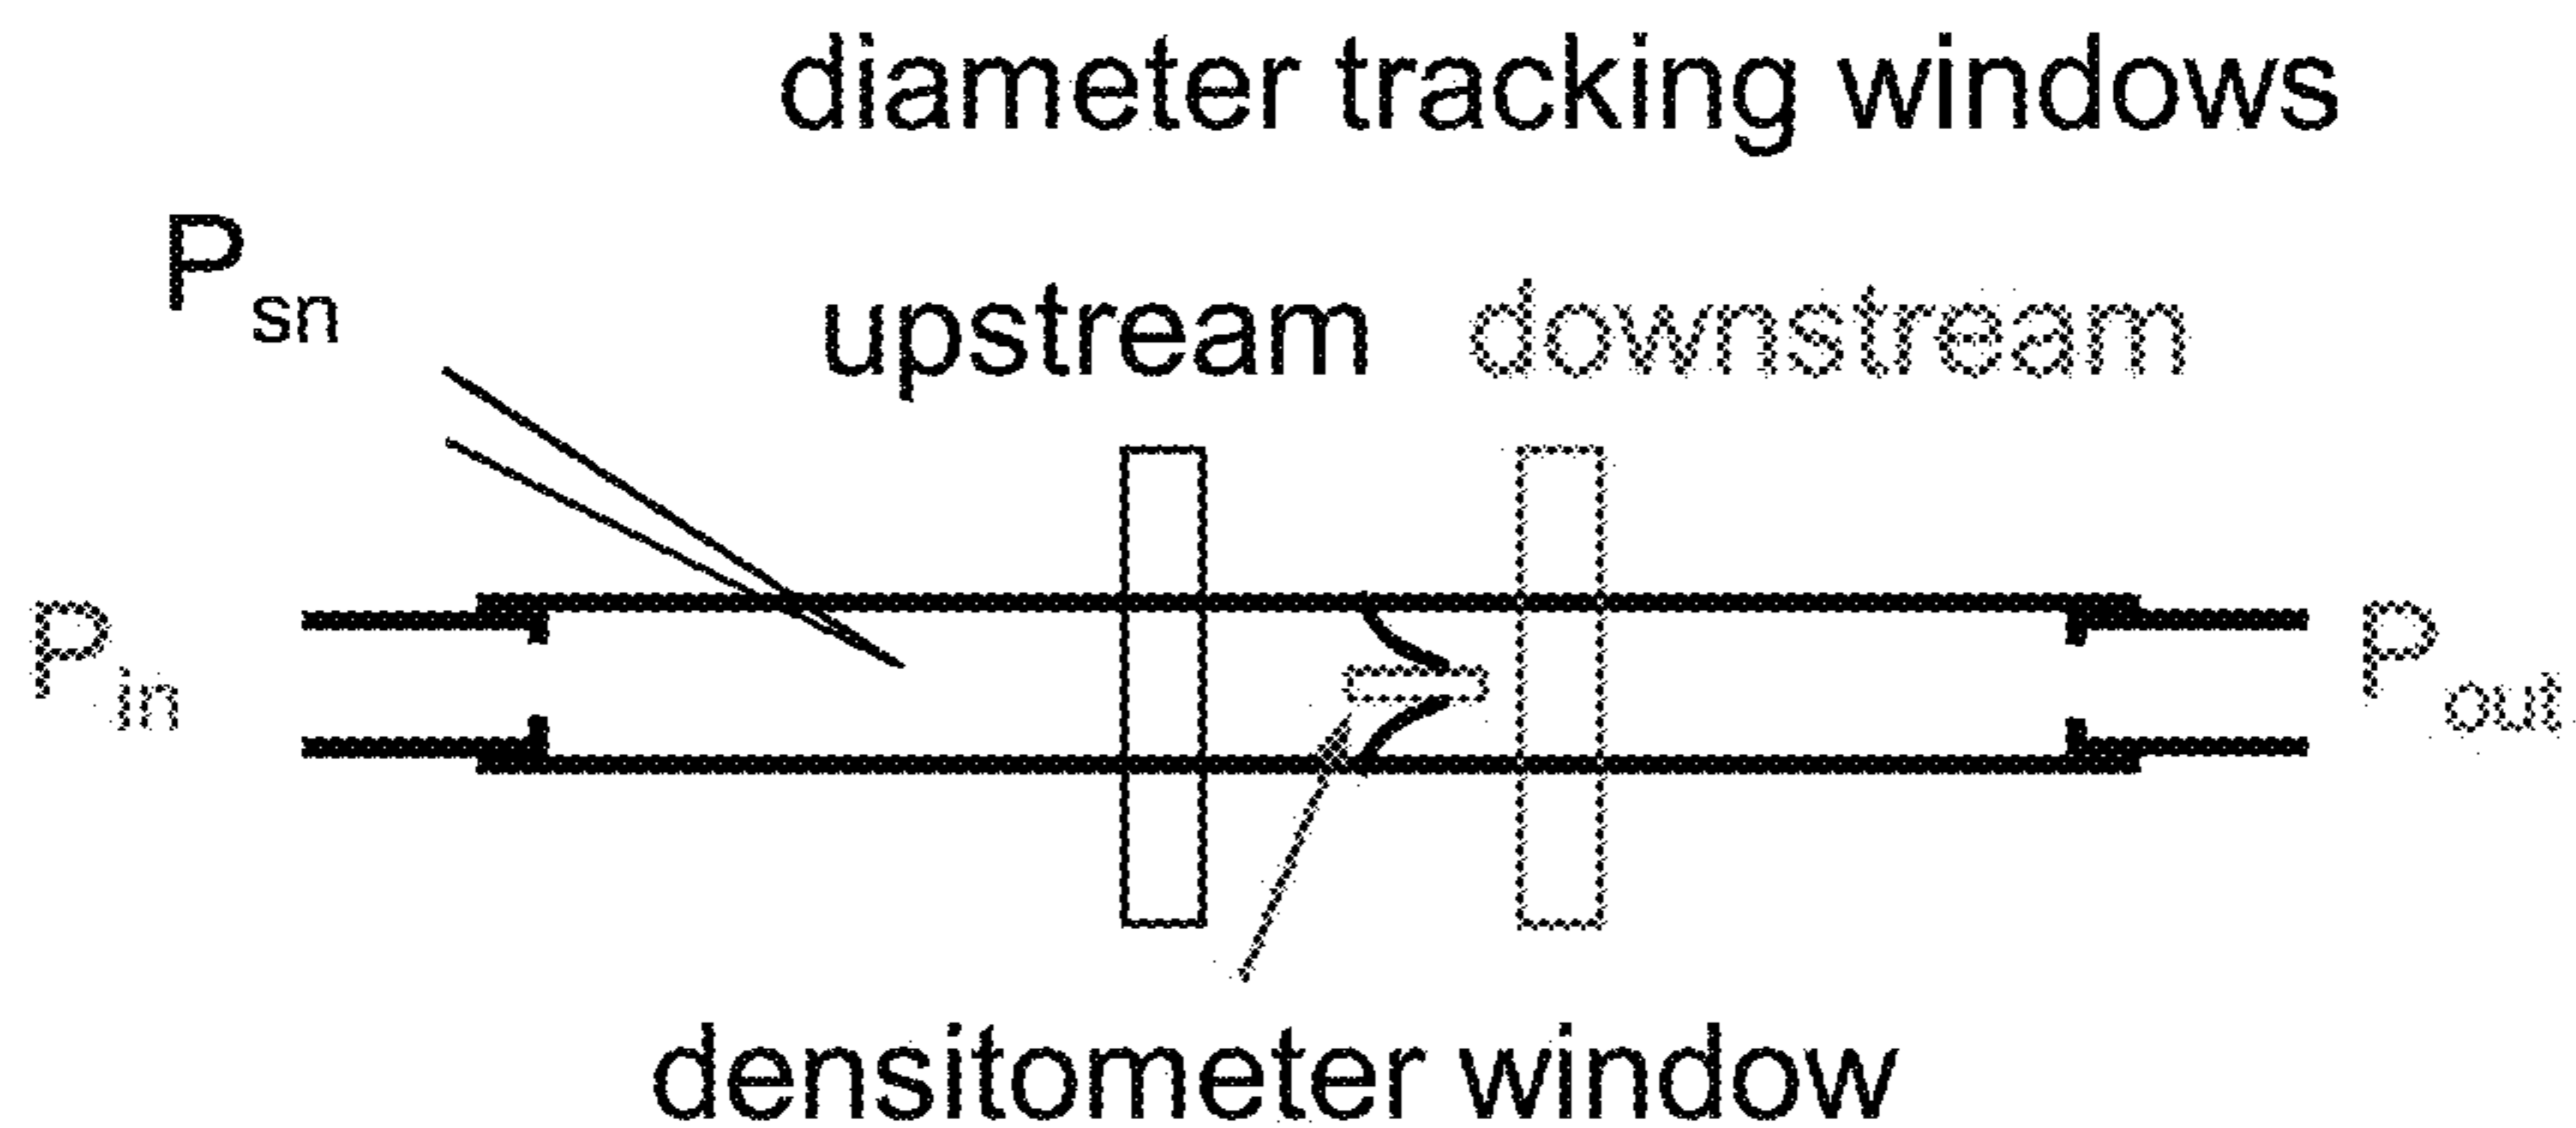 diameter tracking windows
P sn
upstream downstream
P in
P out
densitometer window